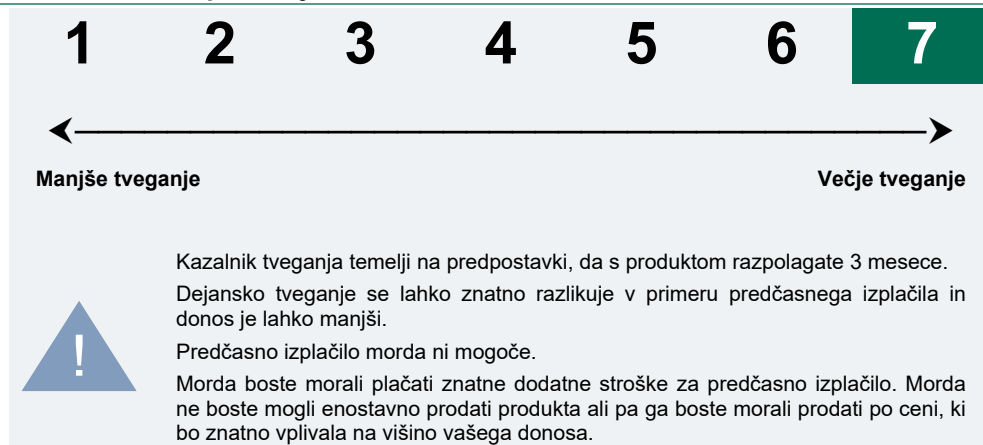 1 2 3 4 5 6 7
Manjše tveganje Večje tveganje
Kazalnik tveganja temelji na predpostavki, da s produktom razpolagate 3 mesece.
Dejansko tveganje se lahko znatno razlikuje v primeru predčasnega izplačila in
donos je lahko manjši.
!
Predčasno izplačilo morda ni mogoče.
Morda boste morali plačati znatne dodatne stroške za predčasno izplačilo. Morda
ne boste mogli enostavno prodati produkta ali pa ga boste morali prodati po ceni, ki
bo znatno vplivala na višino vašega donosa.